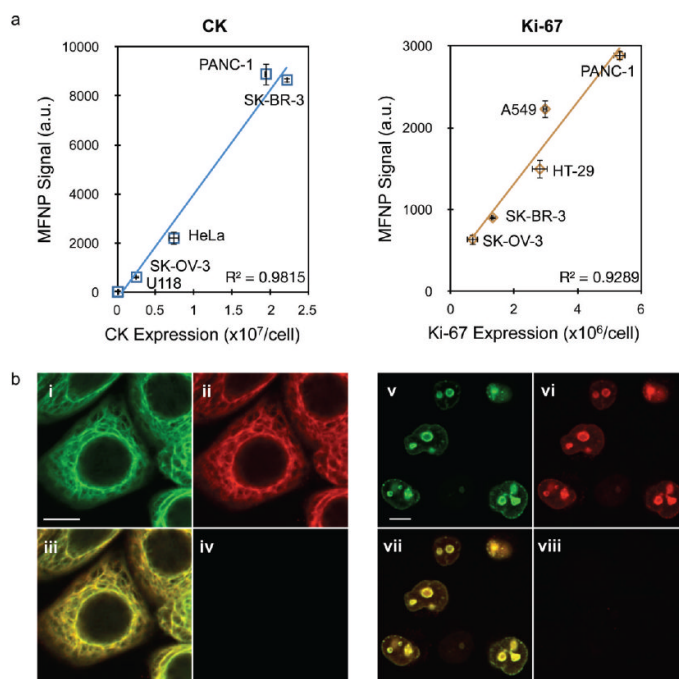 a
CK
Ki-67
MFNP Signal (a.u.)
10000
8000
6000
4000
2000
0
PANC-1
SK-BR-3
HeLa
SK-OV-3
U118
R² = 0.9815
0
0.5
1
1.5
2
2.5
CK Expression (x10⁷/cell)
MFNP Signal (a.u.)
3000
2000
1000
0
PANC-1
A549
HT-29
SK-BR-3
SK-OV-3
R² = 0.9289
0
2
4
6
Ki-67 Expression (x10⁶/cell)
b
i
ii
iii
iv
v
vi
vii
viii